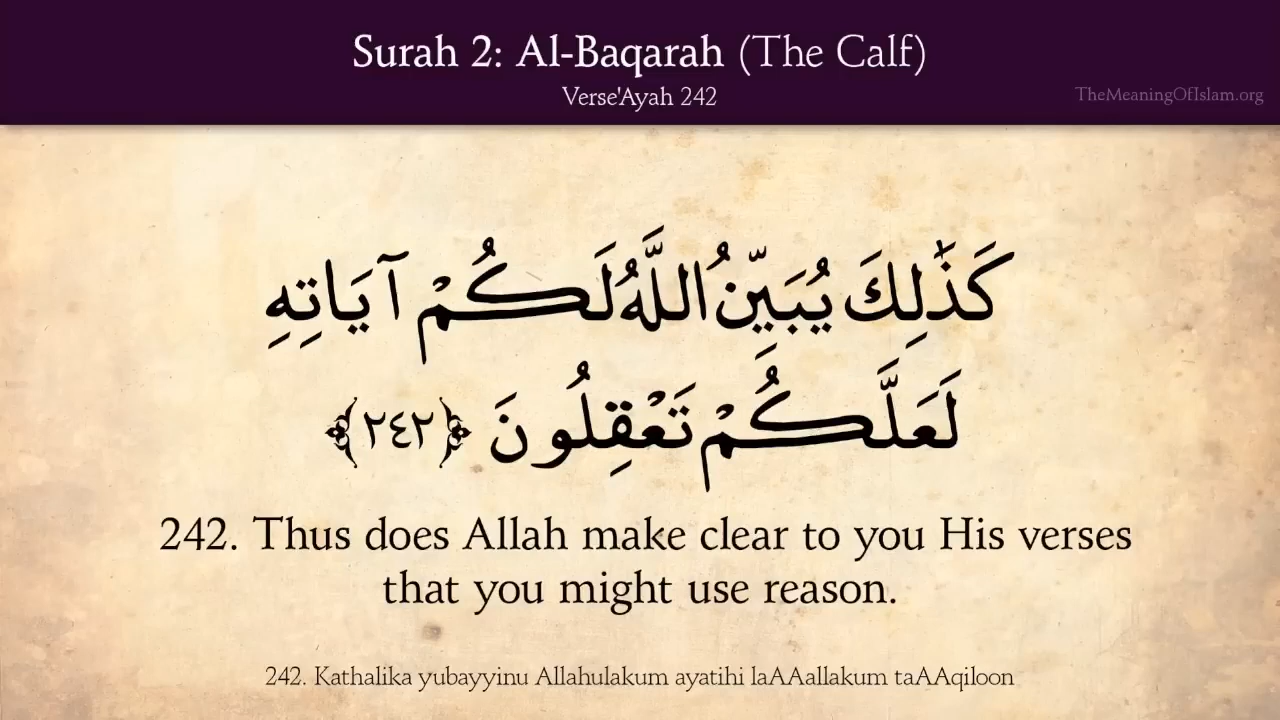 Surah 2: Al-Baqarah (The Calf)
Verse'Ayah 242
TheMeaningOfIslam.org
كَذَٰلِكَ يُبَيِّنُ اللَّهُ لَكُمْ آيَاتِهِ
لَعَلَّكُمْ تَعْقِلُونَ ﴿٢٤٢﴾
242. Thus does Allah make clear to you His verses
that you might use reason.
242. Kathalika yubayyinu Allahulakum ayatihi laAAallakum taAAqiloon